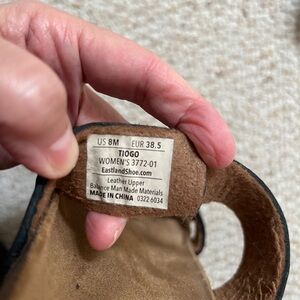 US 8M EUR 38.5
TIOGO
WOMEN'S 3772-01
EastlandShoe.com
Leather Upper
Balance Man Made Materials
MADE IN CHINA 0322 6034